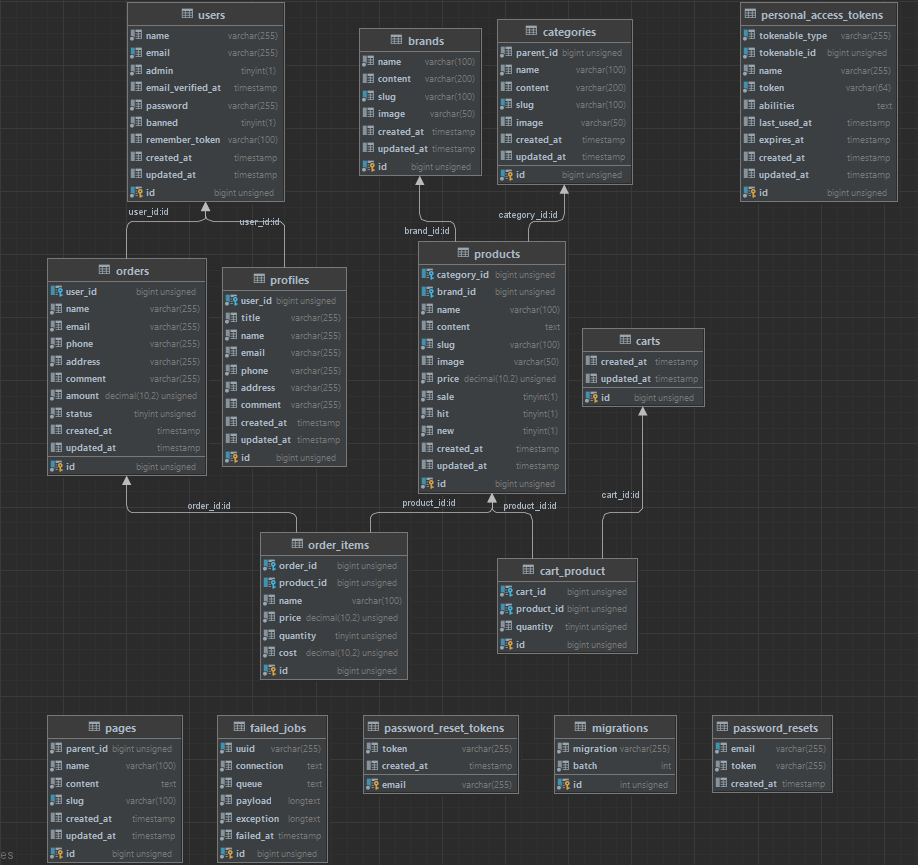 users
name varchar(255)
email varchar(255)
admin tinyint(1)
email_verified_at timestamp
password varchar(255)
banned tinyint(1)
remember_token varchar(100)
created_at timestamp
updated_at timestamp
id bigint unsigned
brands
name varchar(100)
content varchar(200)
slug varchar(100)
image varchar(50)
created_at timestamp
updated_at timestamp
id bigint unsigned
categories
parent_id bigint unsigned
name varchar(100)
content varchar(200)
slug varchar(100)
image varchar(50)
created_at timestamp
updated_at timestamp
id bigint unsigned
personal_access_tokens
tokenable_type varchar(255)
tokenable_id bigint unsigned
name varchar(255)
token varchar(64)
abilities text
last_used_at timestamp
expires_at timestamp
created_at timestamp
updated_at timestamp
id bigint unsigned
user_id:id
user_id:id
brand_id:id
category_id:id
orders
user_id bigint unsigned
name varchar(255)
email varchar(255)
phone varchar(255)
address varchar(255)
comment varchar(255)
amount decimal(10,2) unsigned
status tinyint unsigned
created_at timestamp
updated_at timestamp
id bigint unsigned
profiles
user_id bigint unsigned
title varchar(255)
name varchar(255)
email varchar(255)
phone varchar(255)
address varchar(255)
comment varchar(255)
created_at timestamp
updated_at timestamp
id bigint unsigned
products
category_id bigint unsigned
brand_id bigint unsigned
name varchar(100)
content text
slug varchar(100)
image varchar(50)
price decimal(10,2) unsigned
sale tinyint(1)
hit tinyint(1)
new tinyint(1)
created_at timestamp
updated_at timestamp
id bigint unsigned
carts
created_at timestamp
updated_at timestamp
id bigint unsigned
order_id:id
product_id:id
product_id:id
cart_id:id
order_items
order_id bigint unsigned
product_id bigint unsigned
name varchar(100)
price decimal(10,2) unsigned
quantity tinyint unsigned
cost decimal(10,2) unsigned
id bigint unsigned
cart_product
cart_id bigint unsigned
product_id bigint unsigned
quantity tinyint unsigned
id bigint unsigned
pages
parent_id bigint unsigned
name varchar(100)
content text
slug varchar(100)
created_at timestamp
updated_at timestamp
id bigint unsigned
failed_jobs
uuid varchar(255)
connection text
queue text
payload longtext
exception longtext
failed_at timestamp
id bigint unsigned
password_reset_tokens
token varchar(255)
created_at timestamp
email varchar(255)
migrations
migration varchar(255)
batch int
id int unsigned
password_resets
email varchar(255)
token varchar(255)
created_at timestamp
es